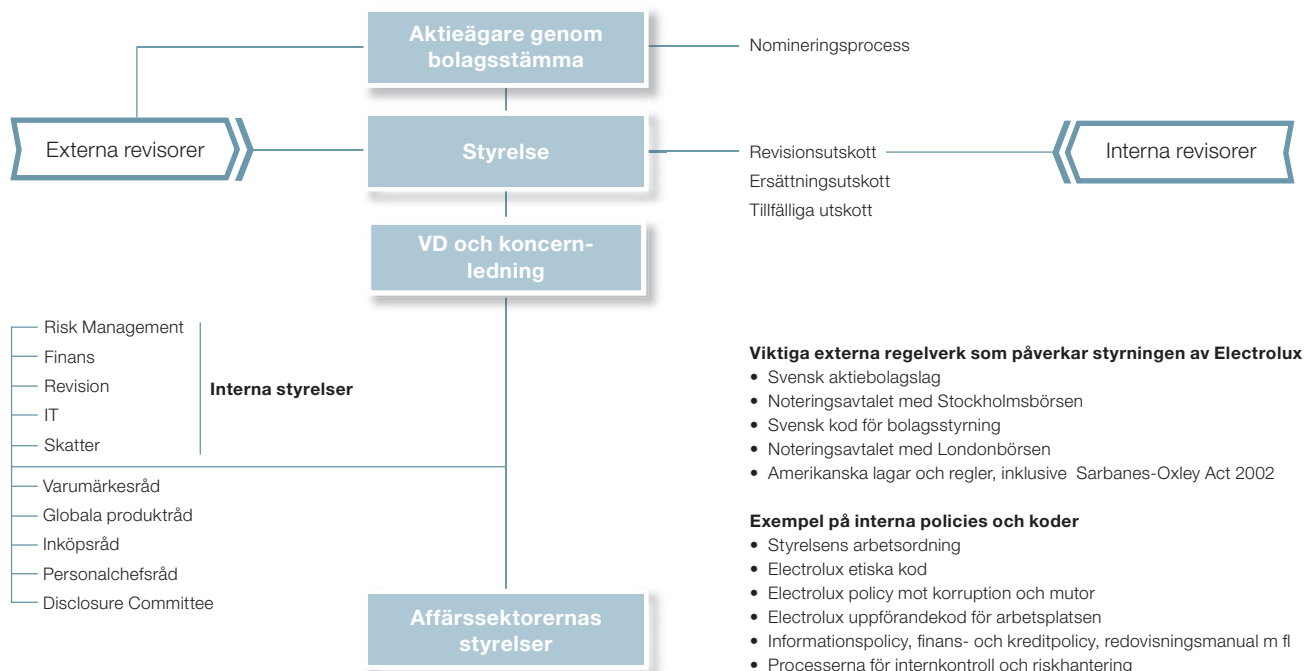 Aktieägare genom
bolagsstämma
Nomineringsprocess
Externa revisorer
Styrelse
Revisionsutskott
Ersättningsutskott
Tillfälliga utskott
Interna revisorer
VD och koncern-
ledning
Risk Management
Finans
Revision
IT
Skatter
Interna styrelser
Varumärkesråd
Globala produktråd
Inköpsråd
Personalchefsråd
Disclosure Committee
Affärssektorernas
styrelser
Viktiga externa regelverk som påverkar styrningen av Electrolux
• Svensk aktiebolagslag
• Noteringsavtalet med Stockholmsbörsen
• Svensk kod för bolagsstyrning
• Noteringsavtalet med Londonbörsen
• Amerikanska lagar och regler, inklusive Sarbanes-Oxley Act 2002
Exempel på interna policies och koder
• Styrelsens arbetsordning
• Electrolux etiska kod
• Electrolux policy mot korruption och mutor
• Electrolux uppförandekod för arbetsplatsen
• Informationspolicy, finans- och kreditpolicy, redovisningsmanual m fl
• Processerna för internkontroll och riskhantering